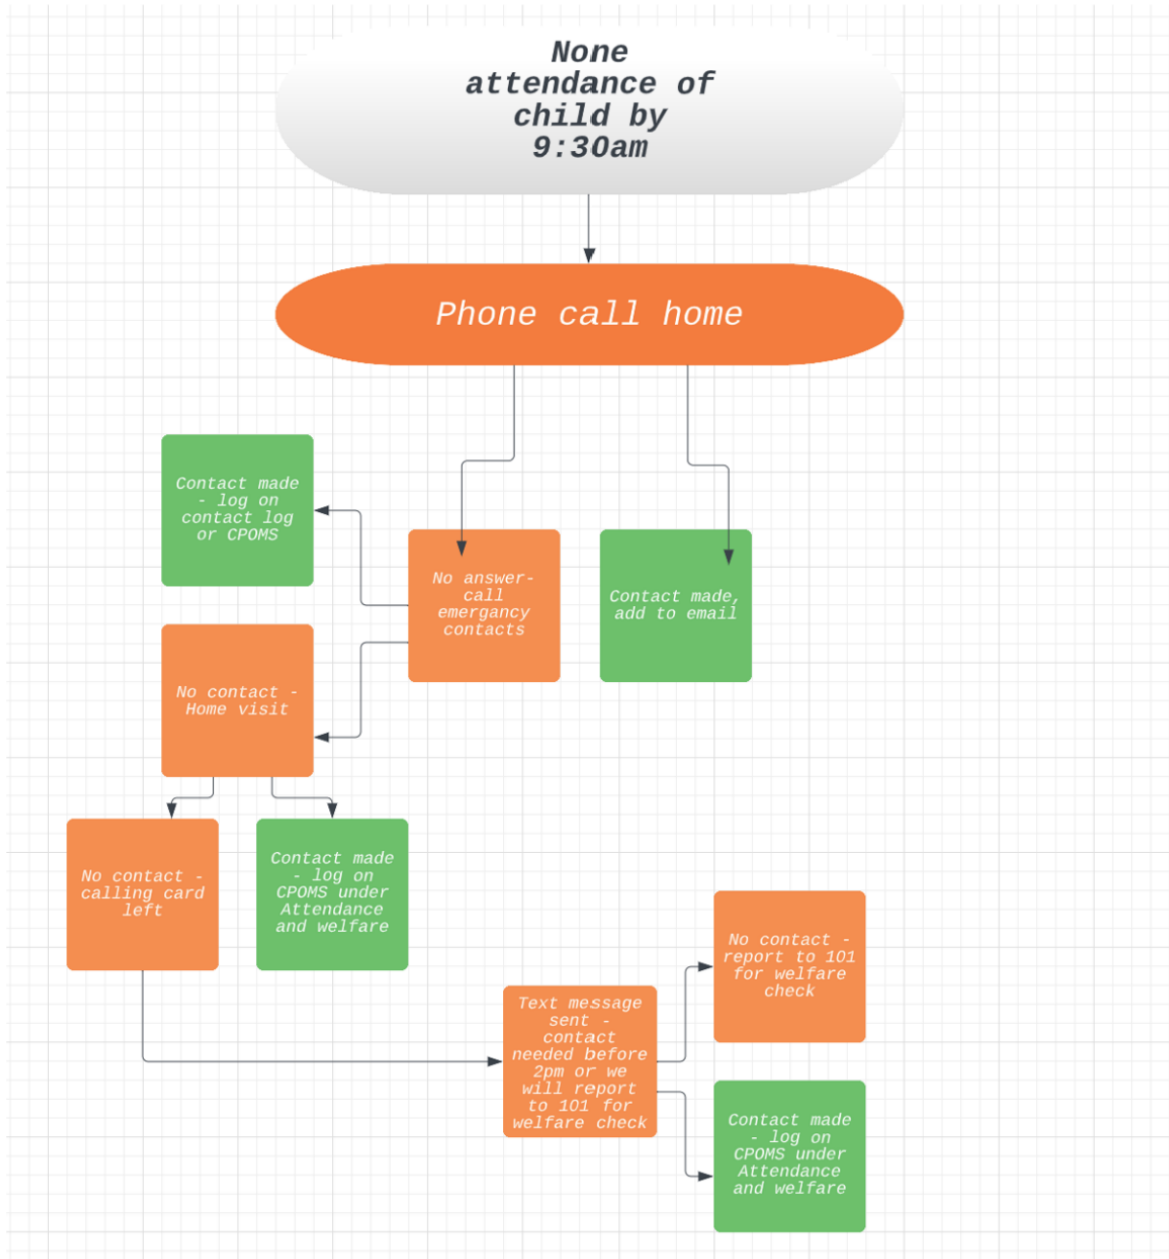 None
attendance of
child by
9:30am
Phone call home
Contact made
- log on
contact log
or CPOMS
No answer-
call
emergancy
contacts
Contact made,
add to email
No contact -
Home visit
No contact -
calling card
left
Contact made
- log on
CPOMS under
Attendance
and welfare
Text message
sent -
contact
needed before
2pm or we
will report
to 101 for
welfare check
No contact -
report to 101
for welfare
check
Contact made
- log on
CPOMS under
Attendance
and welfare